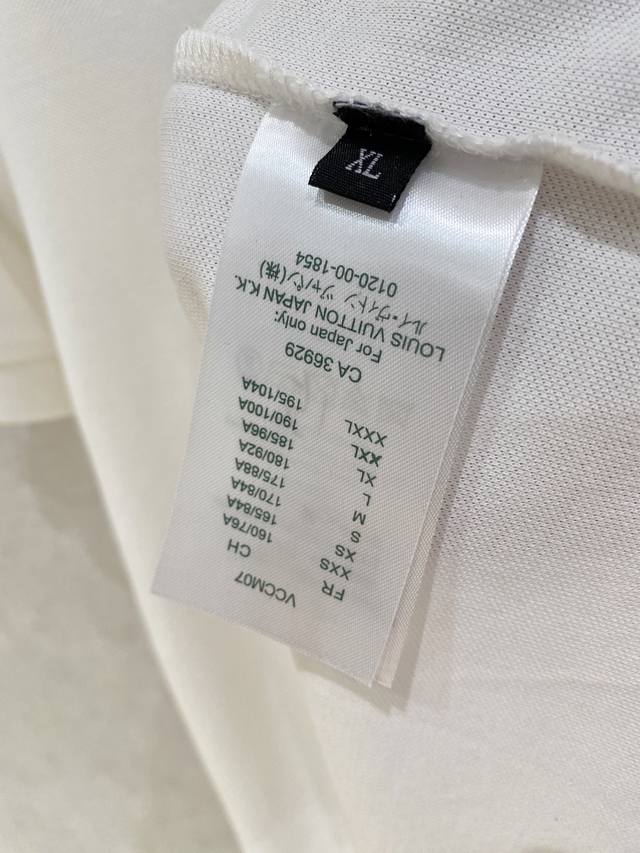 XL
VCCM07
FR CH
XXS 160/76A
XS 165/84A
S 170/84A
M 175/88A
L 180/92A
XL 185/96A
XXL 190/100A
XXXL 195/104A
CA 36929
For Japan only:
LOUIS VUITTON JAPAN K.K.
ルイ・ヴィトン ジャパン(株)
0120-00-1854